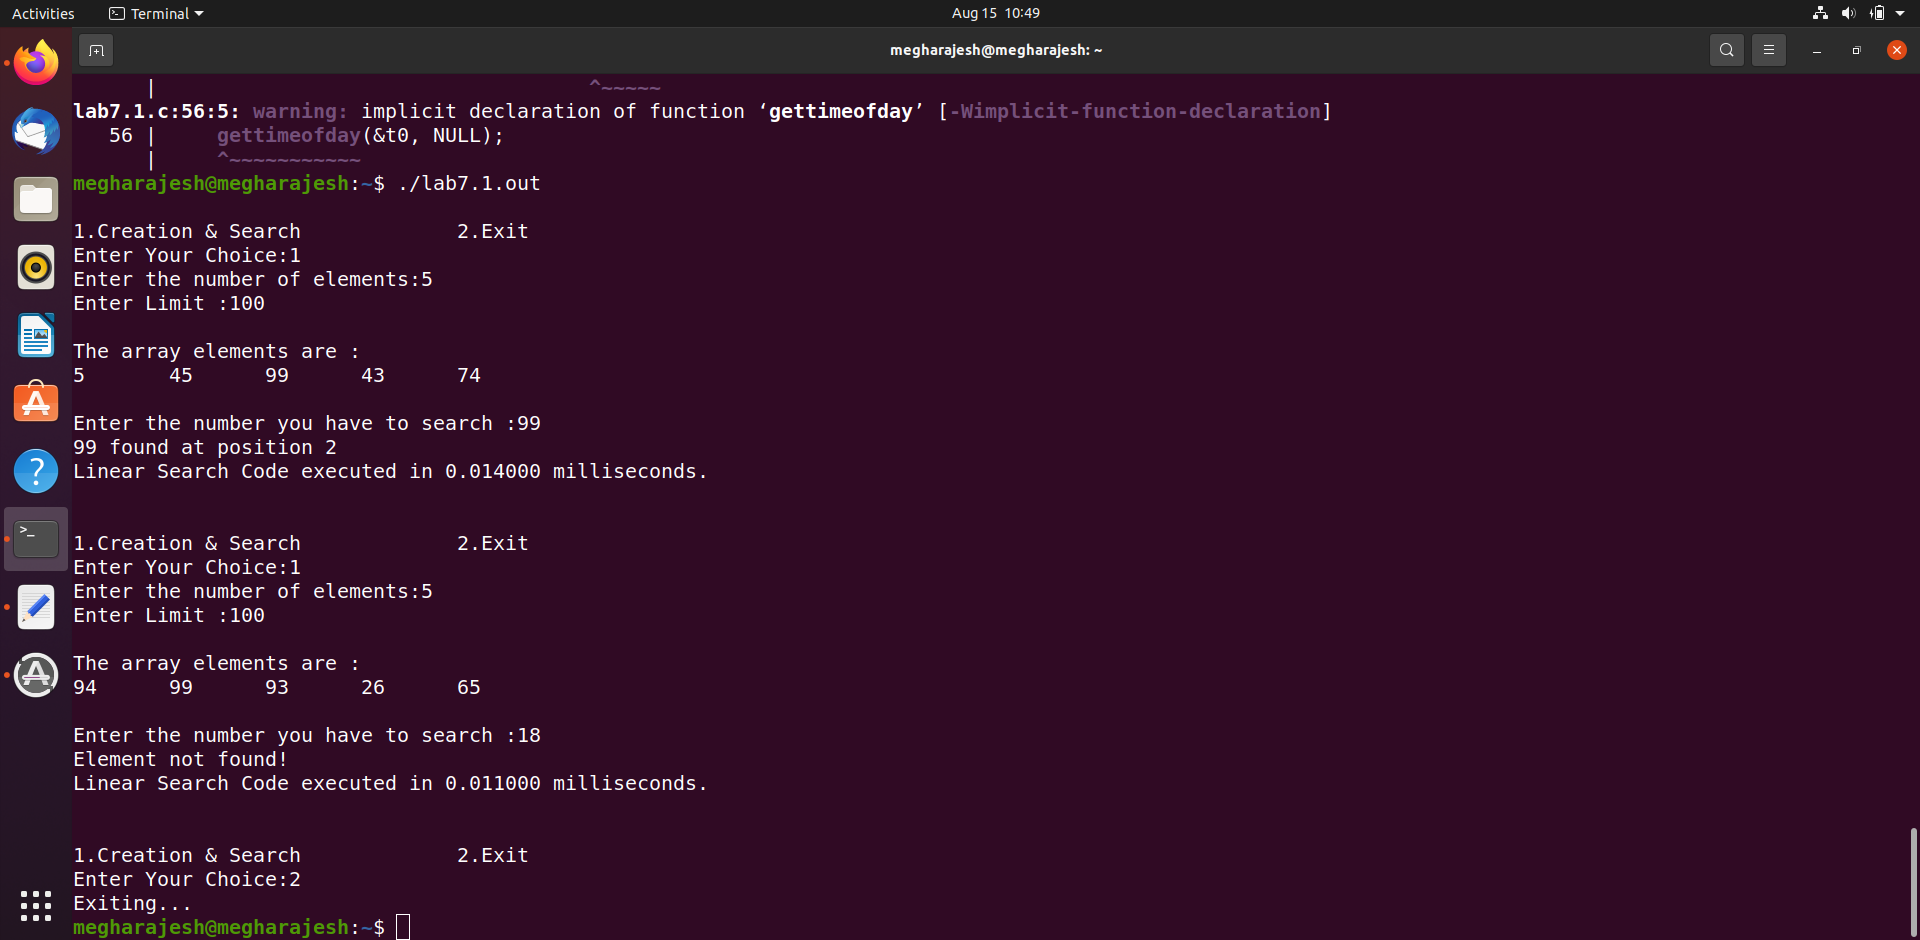 Activities Terminal Aug 15 10:49
megharajesh@megharajesh: ~
| ^~~~~~
lab7.1.c:56:5: warning: implicit declaration of function ‘gettimeofday’ [-Wimplicit-function-declaration]
56 | gettimeofday(&t0, NULL);
| ^~~~~~~~~~~~
megharajesh@megharajesh:~$ ./lab7.1.out
1.Creation & Search 2.Exit
Enter Your Choice:1
Enter the number of elements:5
Enter Limit :100
The array elements are :
5 45 99 43 74
Enter the number you have to search :99
99 found at position 2
Linear Search Code executed in 0.014000 milliseconds.
1.Creation & Search 2.Exit
Enter Your Choice:1
Enter the number of elements:5
Enter Limit :100
The array elements are :
94 99 93 26 65
Enter the number you have to search :18
Element not found!
Linear Search Code executed in 0.011000 milliseconds.
1.Creation & Search 2.Exit
Enter Your Choice:2
Exiting...
megharajesh@megharajesh:~$